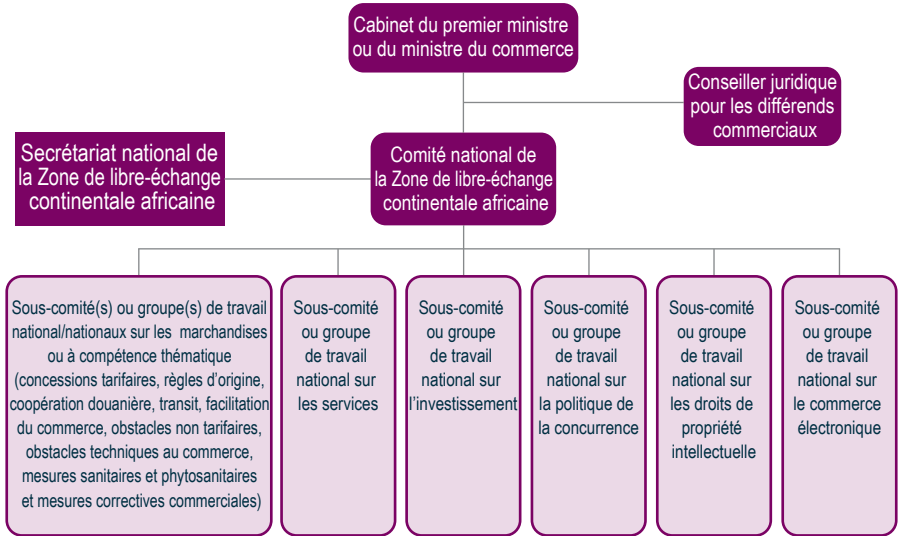 Cabinet du premier ministre
ou du ministre du commerce
Conseiller juridique
pour les différends
commerciaux
Secrétariat national de
la Zone de libre-échange
continentale africaine
Comité national de
la Zone de libre-échange
continentale africaine
Sous-comité(s) ou groupe(s) de travail
national/nationaux sur les marchandises
ou à compétence thématique
(concessions tarifaires, règles d’origine,
coopération douanière, transit, facilitation
du commerce, obstacles non tarifaires,
obstacles techniques au commerce,
mesures sanitaires et phytosanitaires
et mesures correctives commerciales)
Sous-comité
ou groupe
de travail
national sur
les services
Sous-comité
ou groupe
de travail
national sur
l’investissement
Sous-comité
ou groupe
de travail
national sur
la politique de
la concurrence
Sous-comité
ou groupe
de travail
national sur
les droits de
propriété
intellectuelle
Sous-comité
ou groupe
de travail
national sur
le commerce
électronique